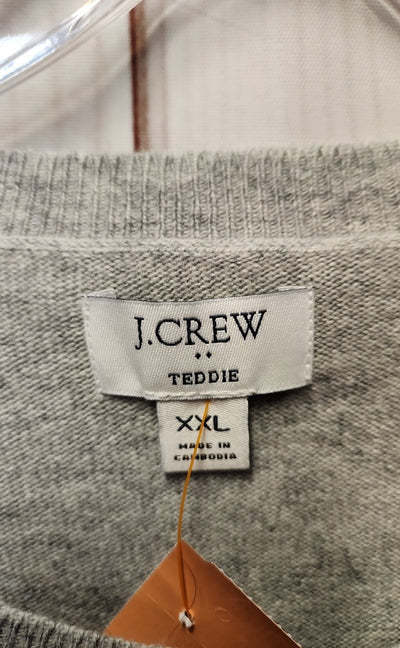 J.CREW
••
TEDDIE
XXL
MADE IN
CAMBODIA